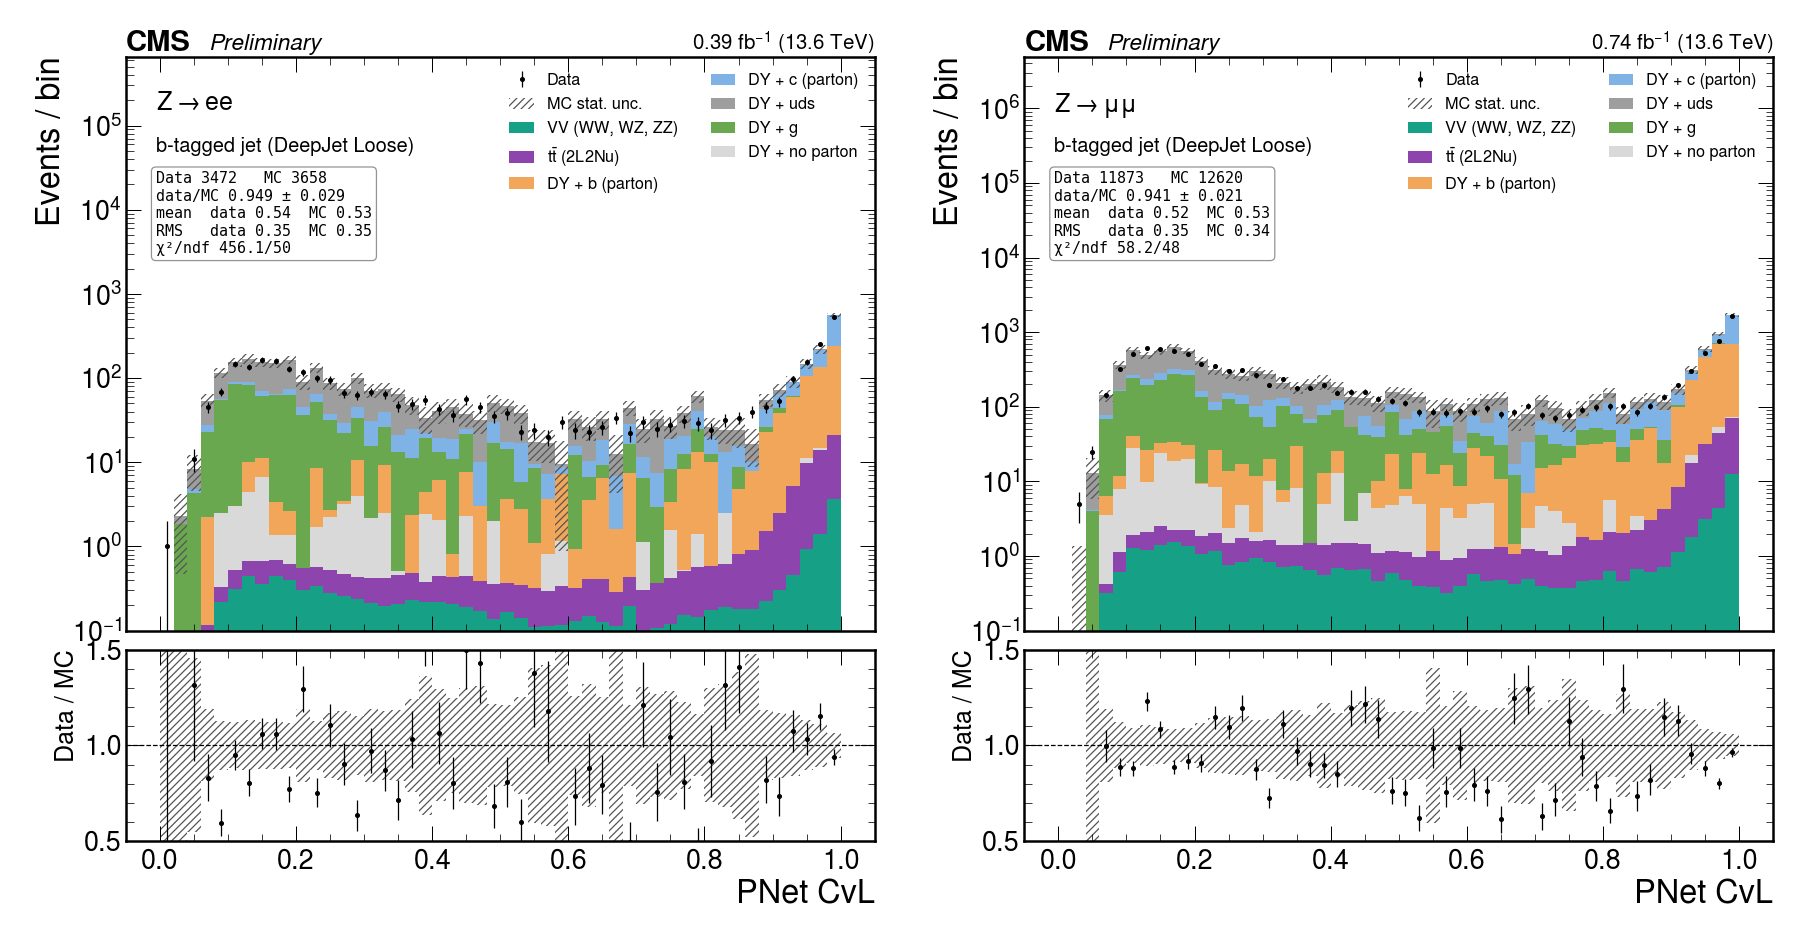 CMS Preliminary 0.39 fb⁻¹ (13.6 TeV)
Events / bin
Z → ee
b-tagged jet (DeepJet Loose)
Data 3472 MC 3658
data/MC 0.949 ± 0.029
mean data 0.54 MC 0.53
RMS data 0.35 MC 0.35
χ²/ndf 456.1/50
Data
MC stat. unc.
VV (WW, WZ, ZZ)
tt̄ (2L2Nu)
DY + b (parton)
DY + c (parton)
DY + uds
DY + g
DY + no parton
10⁵
10⁴
10³
10²
10¹
10⁰
10⁻¹
Data / MC
1.5
1.0
0.5
0.0 0.2 0.4 0.6 0.8 1.0
PNet CvL
CMS Preliminary 0.74 fb⁻¹ (13.6 TeV)
Events / bin
Z → μμ
b-tagged jet (DeepJet Loose)
Data 11873 MC 12620
data/MC 0.941 ± 0.021
mean data 0.52 MC 0.53
RMS data 0.35 MC 0.34
χ²/ndf 58.2/48
Data
MC stat. unc.
VV (WW, WZ, ZZ)
tt̄ (2L2Nu)
DY + b (parton)
DY + c (parton)
DY + uds
DY + g
DY + no parton
10⁶
10⁵
10⁴
10³
10²
10¹
10⁰
10⁻¹
Data / MC
1.5
1.0
0.5
0.0 0.2 0.4 0.6 0.8 1.0
PNet CvL